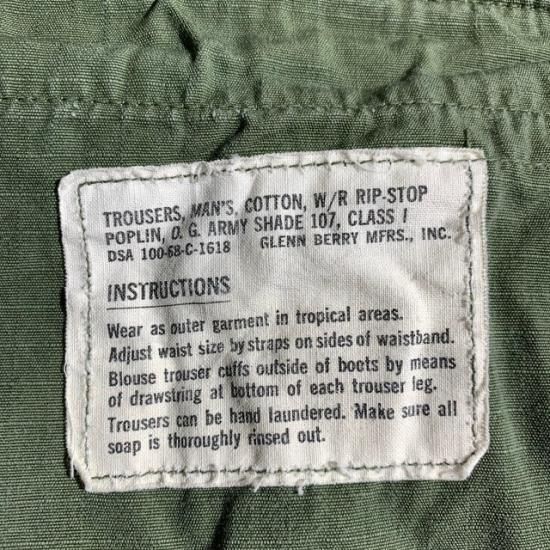 TROUSERS, MAN'S, COTTON, W/R RIP-STOP
POPLIN, O. G. ARMY SHADE 107, CLASS I
DSA 100-68-C-1618 GLENN BERRY MFRS., INC.
INSTRUCTIONS
Wear as outer garment in tropical areas.
Adjust waist size by straps on sides of waistband.
Blouse trouser cuffs outside of boots by means
of drawstring at bottom of each trouser leg.
Trousers can be hand laundered. Make sure all
soap is thoroughly rinsed out.